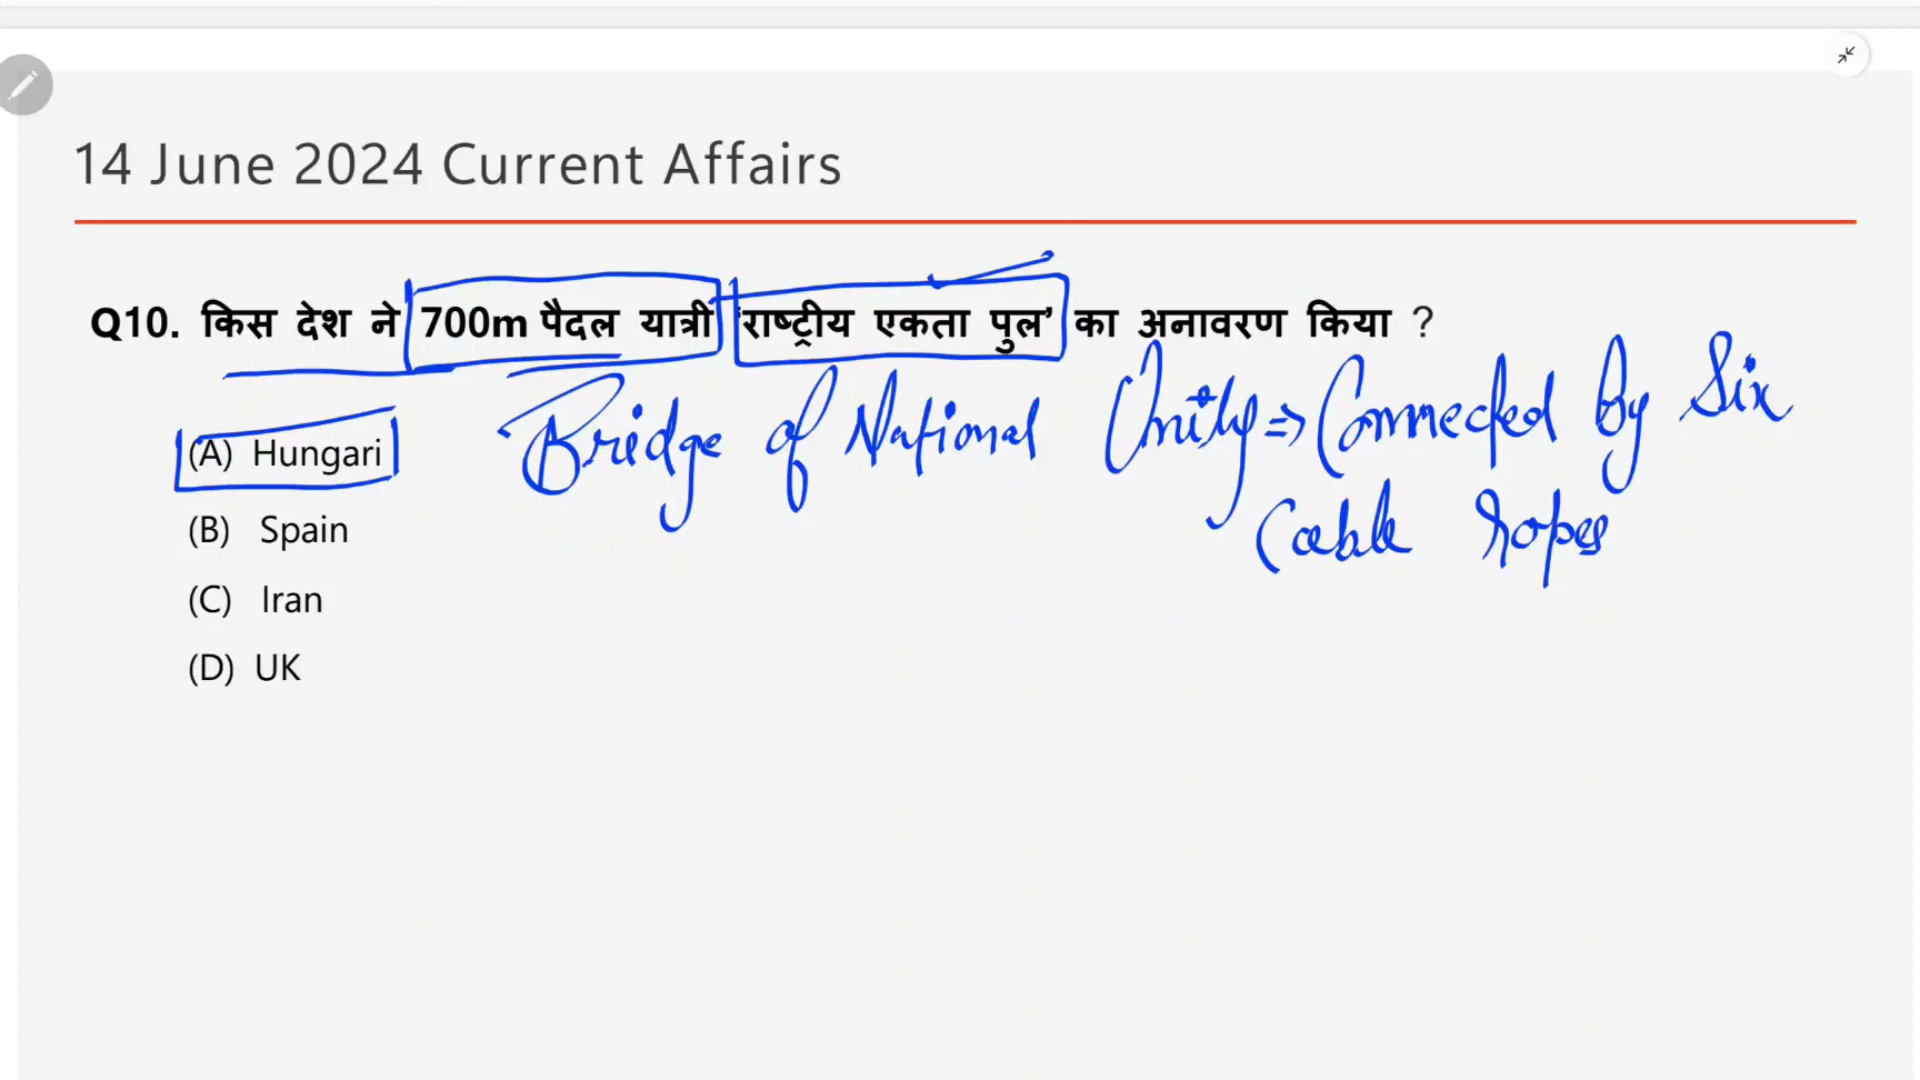 14 June 2024 Current Affairs
Q10. किस देश ने 700m पैदल यात्री 'राष्ट्रीय एकता पुल' का अनावरण किया ?
Bridge of National Unity => Connected By Six
Cable ropes
(A) Hungari
(B) Spain
(C) Iran
(D) UK